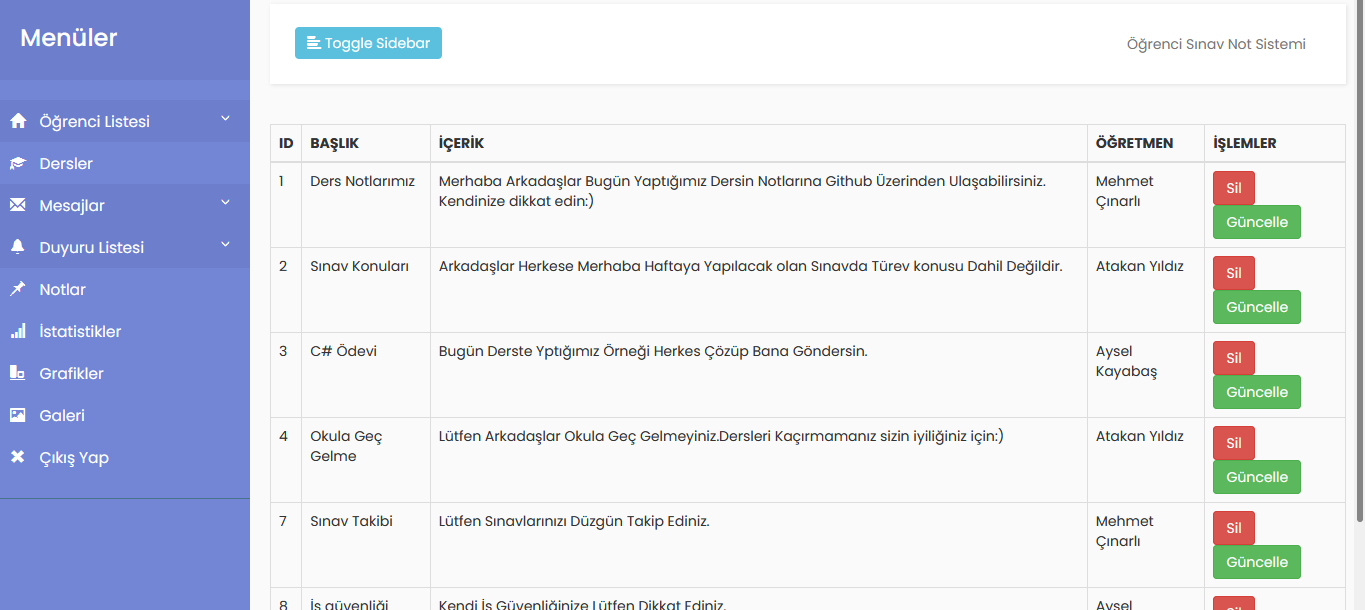 Menüler
Toggle Sidebar
Öğrenci Sınav Not Sistemi
Öğrenci Listesi
Dersler
Mesajlar
Duyuru Listesi
Notlar
İstatistikler
Grafikler
Galeri
Çıkış Yap
ID BAŞLIK İÇERİK ÖĞRETMEN İŞLEMLER
1 Ders Notlarımız Merhaba Arkadaşlar Bugün Yaptığımız Dersin Notlarına Github Üzerinden Ulaşabilirsiniz. Mehmet Sil
Kendinize dikkat edin:) Çınarlı
Güncelle
2 Sınav Konuları Arkadaşlar Herkese Merhaba Haftaya Yapılacak olan Sınavda Türev konusu Dahil Değildir. Atakan Yıldız Sil
Güncelle
3 C# Ödevi Bugün Derste Yptığımız Örneği Herkes Çözüp Bana Göndersin. Aysel Sil
Kayabaş
Güncelle
4 Okula Geç Lütfen Arkadaşlar Okula Geç Gelmeyiniz.Dersleri Kaçırmamanız sizin iyiliğiniz için:) Atakan Yıldız Sil
Gelme
Güncelle
7 Sınav Takibi Lütfen Sınavlarınızı Düzgün Takip Ediniz. Mehmet Sil
Çınarlı
Güncelle
8 İş güvenliği Kendi İş Güvenliğinize Lütfen Dikkat Ediniz. Aysel Sil